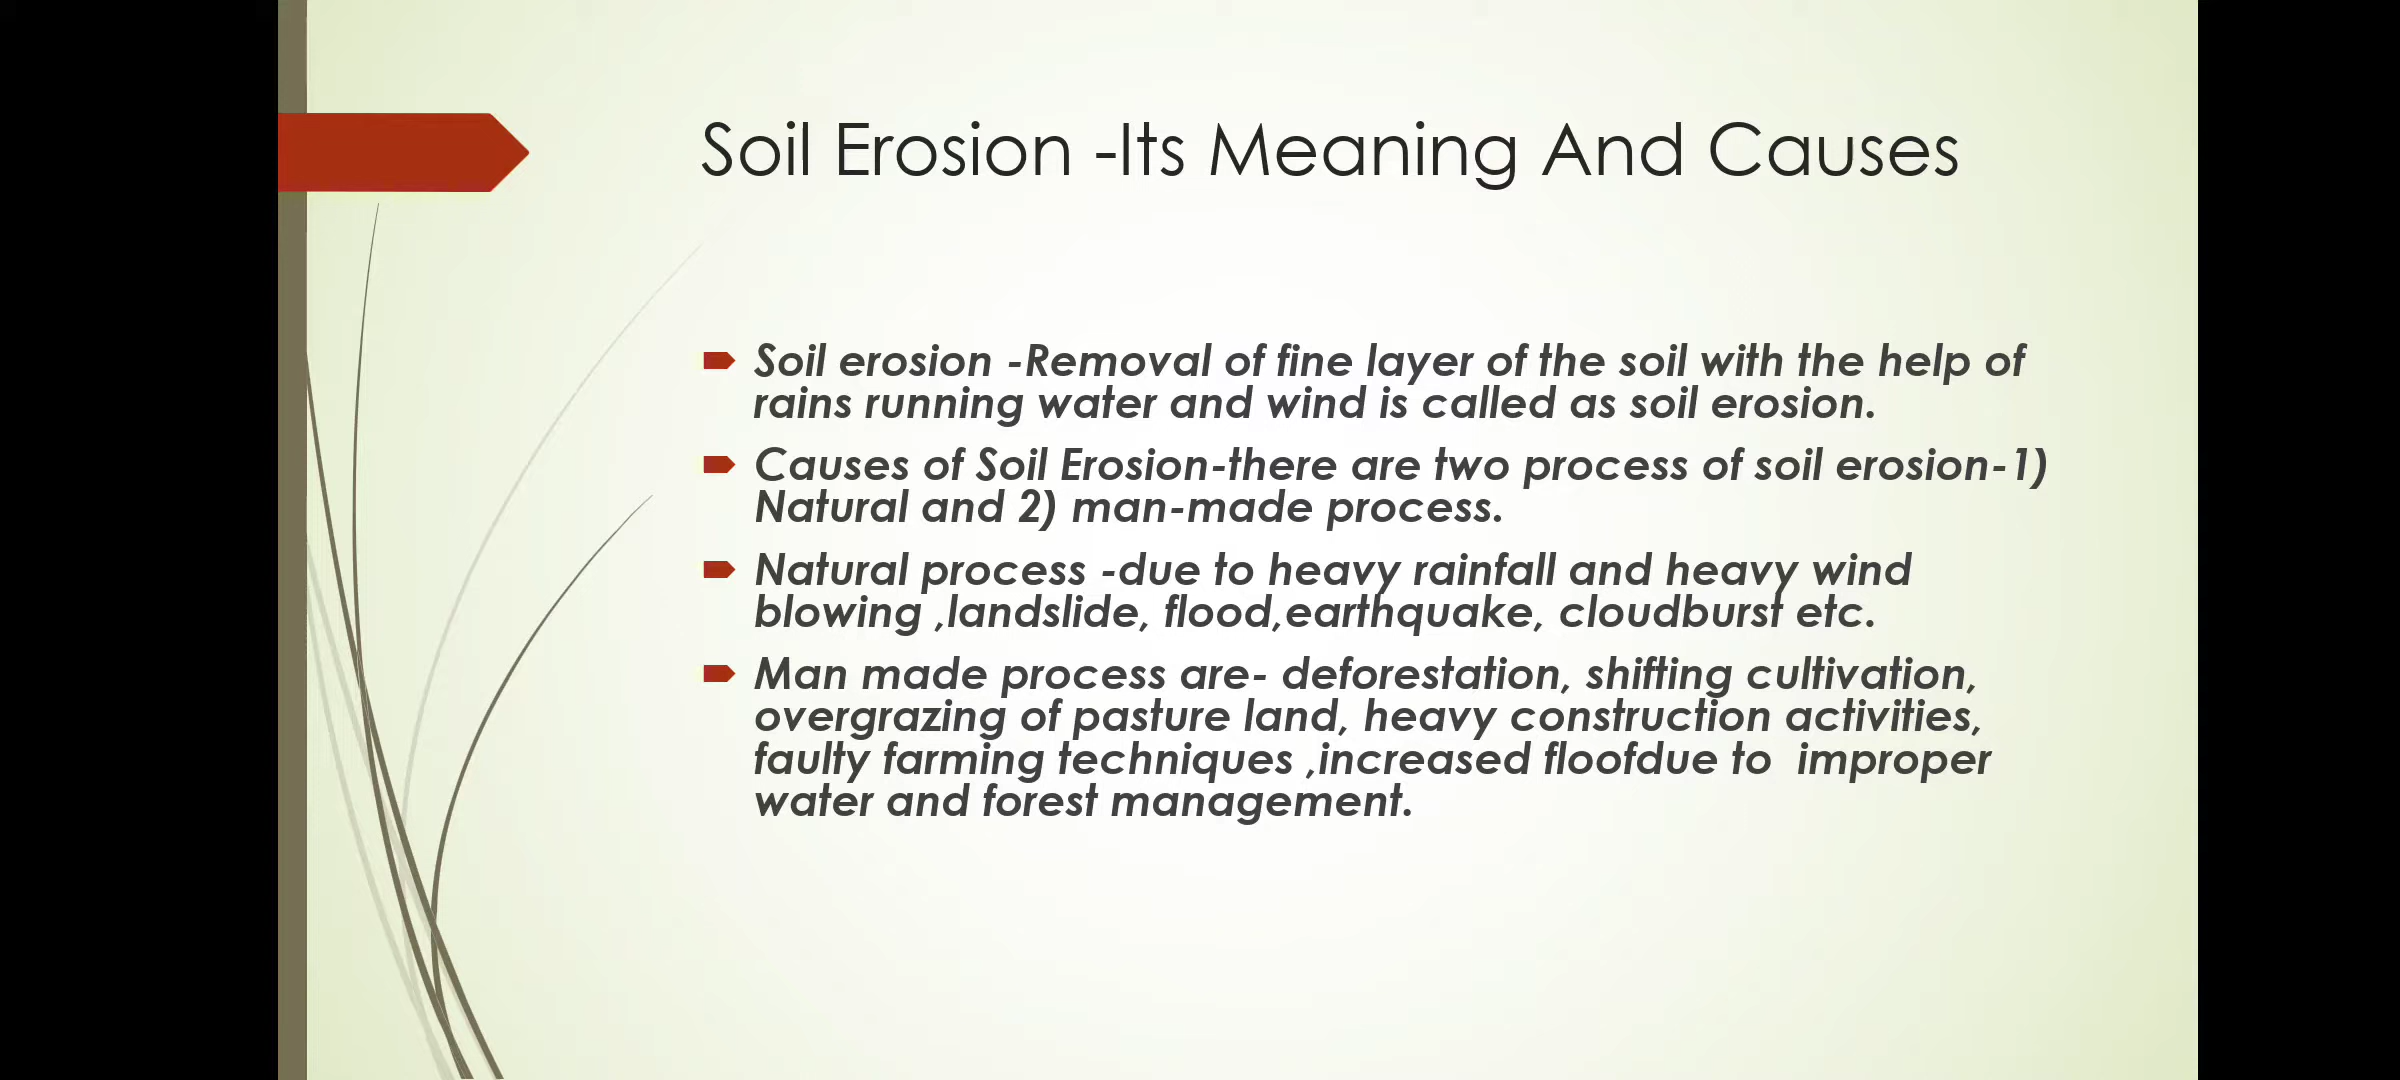 Soil Erosion -Its Meaning And Causes
Soil erosion -Removal of fine layer of the soil with the help of
rains running water and wind is called as soil erosion.
Causes of Soil Erosion-there are two process of soil erosion-1)
Natural and 2) man-made process.
Natural process -due to heavy rainfall and heavy wind
blowing ,landslide, flood,earthquake, cloudburst etc.
Man made process are- deforestation, shifting cultivation,
overgrazing of pasture land, heavy construction activities,
faulty farming techniques ,increased floofdue to  improper
water and forest management.